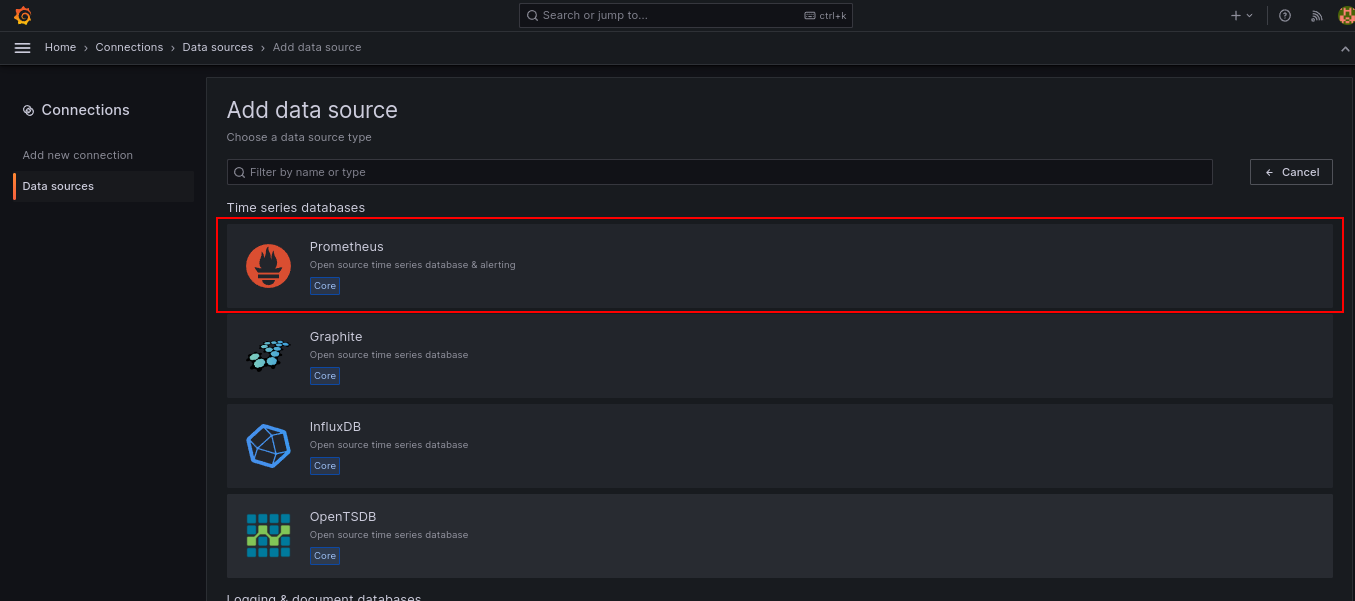 Search or jump to...
ctrl+k
Home › Connections › Data sources › Add data source
Connections
Add new connection
Data sources
Add data source
Choose a data source type
Filter by name or type
Cancel
Time series databases
Prometheus
Open source time series database & alerting
Core
Graphite
Open source time series database
Core
InfluxDB
Open source time series database
Core
OpenTSDB
Open source time series database
Core
Logging & document databases